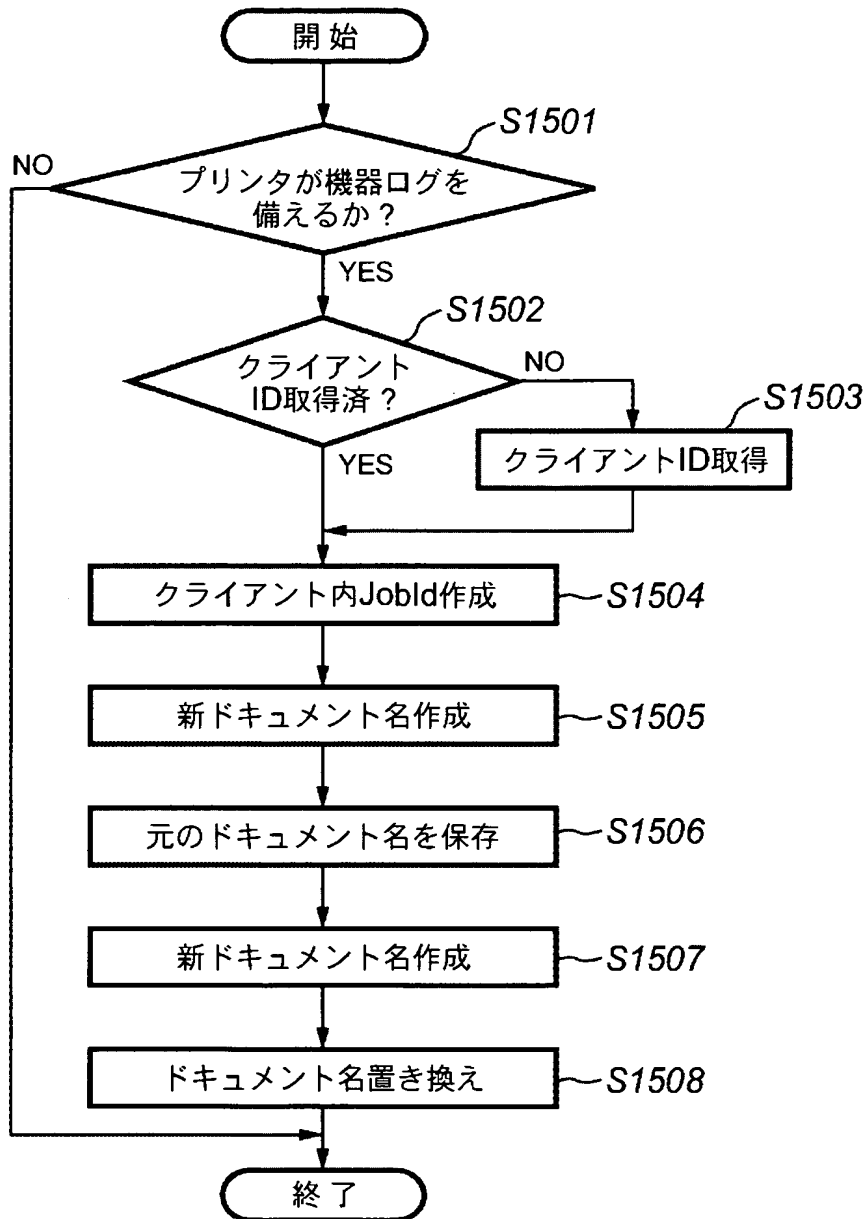 開始
S1501
NO
プリンタが機器ログを
備えるか？
YES
S1502
クライアント
ID取得済？
NO
S1503
クライアントID取得
YES
クライアント内JobId作成
S1504
新ドキュメント名作成
S1505
元のドキュメント名を保存
S1506
新ドキュメント名作成
S1507
ドキュメント名置き換え
S1508
終了